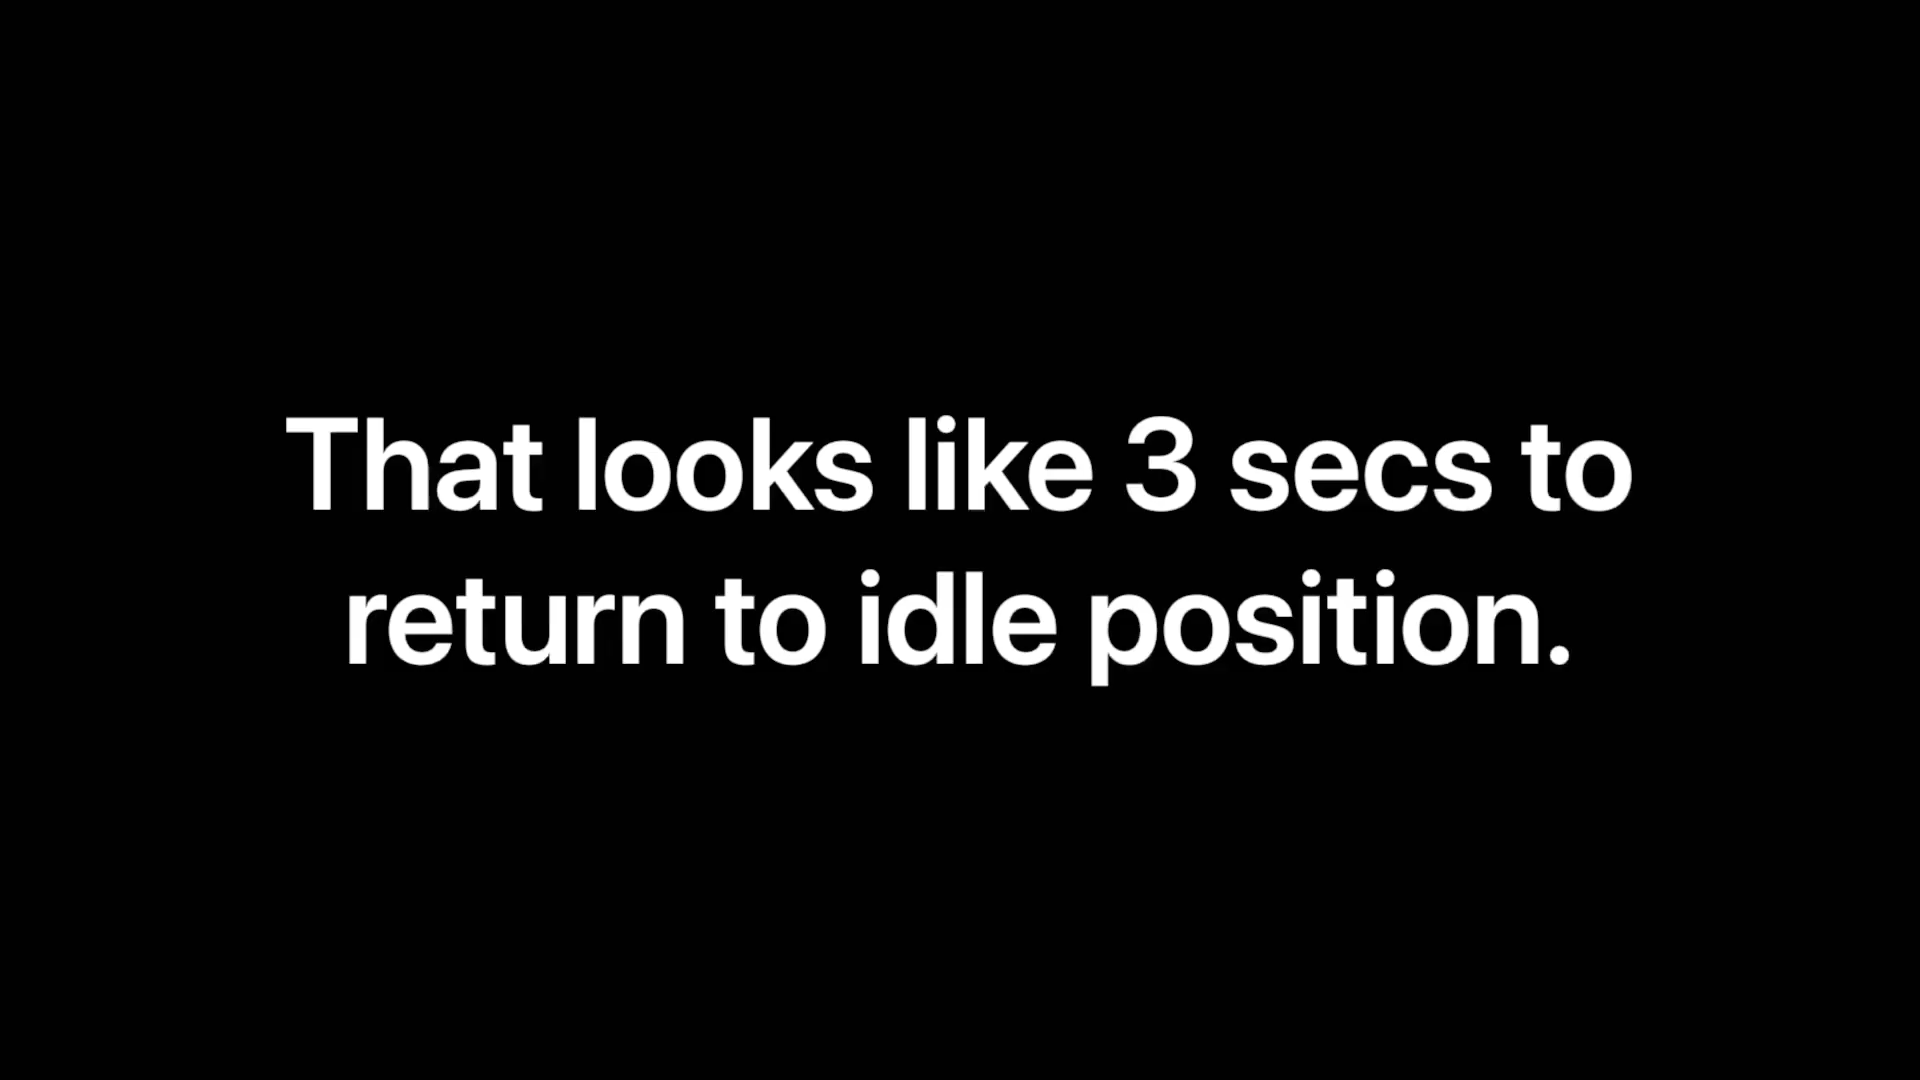 That looks like 3 secs to
return to idle position.